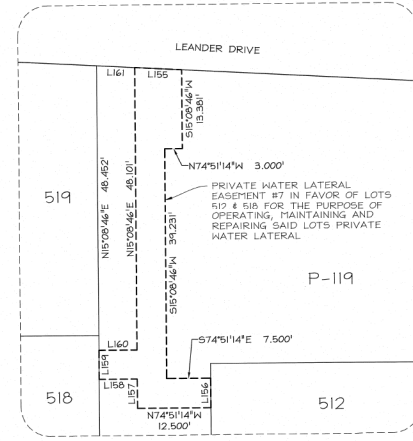 LEANDER DRIVE
L161
L155
S15°08'46"W
13.381'
N74°51'14"W 3.000'
PRIVATE WATER LATERAL
EASEMENT #7 IN FAVOR OF LOTS
512 & 518 FOR THE PURPOSE OF
OPERATING, MAINTAINING AND
REPAIRING SAID LOTS PRIVATE
WATER LATERAL
N15°08'46"E 48.452'
N15°08'46"E 48.101'
S15°08'46"W 39.231'
519
P-119
S74°51'14"E 7.500'
L160
L159
L158
L157
L156
518
512
N74°51'14"W
12.500'